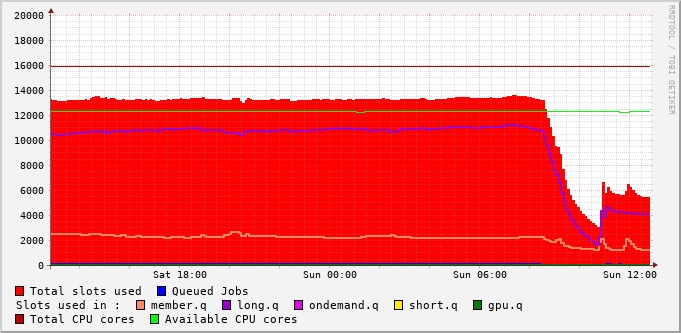 RRDTOOL / TOBI OETIKER
20000
18000
16000
14000
12000
10000
8000
6000
4000
2000
0
Sat 18:00 Sun 00:00 Sun 06:00 Sun 12:00
Total slots used Queued Jobs
Slots used in : member.q long.q ondemand.q short.q gpu.q
Total CPU cores Available CPU cores